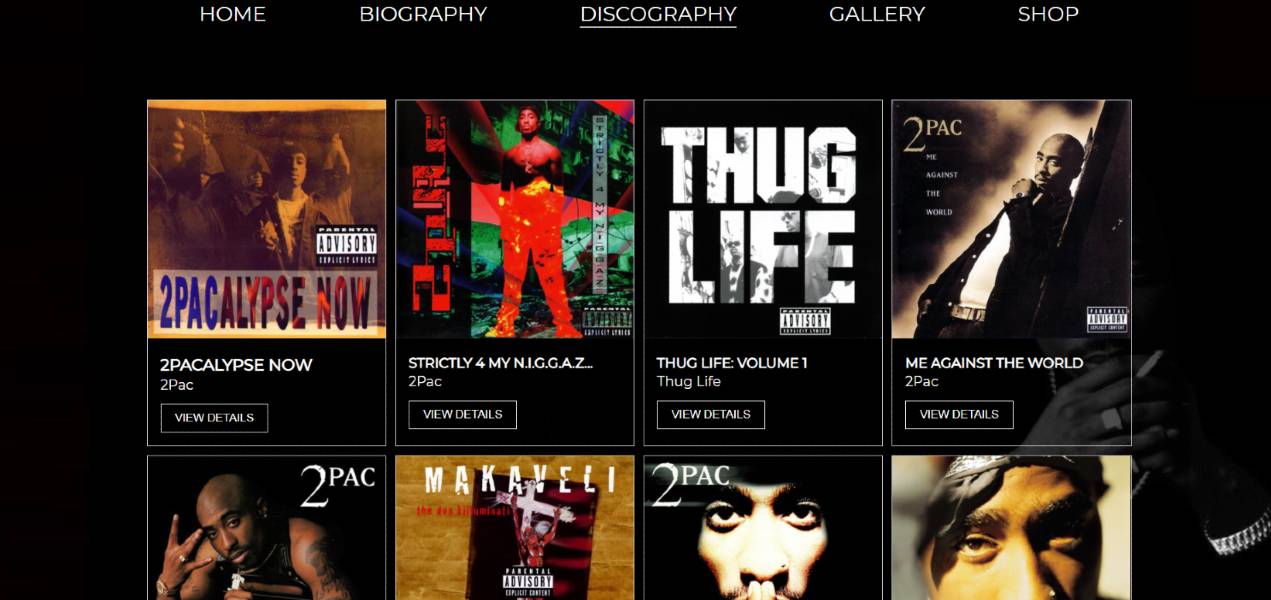 HOME
BIOGRAPHY
DISCOGRAPHY
GALLERY
SHOP
PARENTAL
ADVISORY
EXPLICIT LYRICS
2PACALYPSE NOW
2PAC
STRICTLY 4 MY N.I.G.G.A.Z.
PARENTAL
ADVISORY
EXPLICIT LYRICS
THUG
LIFE
PARENTAL
ADVISORY
EXPLICIT LYRICS
2PAC
ME
AGAINST
THE
WORLD
PARENTAL
ADVISORY
EXPLICIT CONTENT
2PACALYPSE NOW
2Pac
VIEW DETAILS
STRICTLY 4 MY N.I.G.G.A.Z...
2Pac
VIEW DETAILS
THUG LIFE: VOLUME 1
Thug Life
VIEW DETAILS
ME AGAINST THE WORLD
2Pac
VIEW DETAILS
2PAC
MAKAVELI
the don killuminati
PARENTAL
ADVISORY
EXPLICIT CONTENT
2PAC